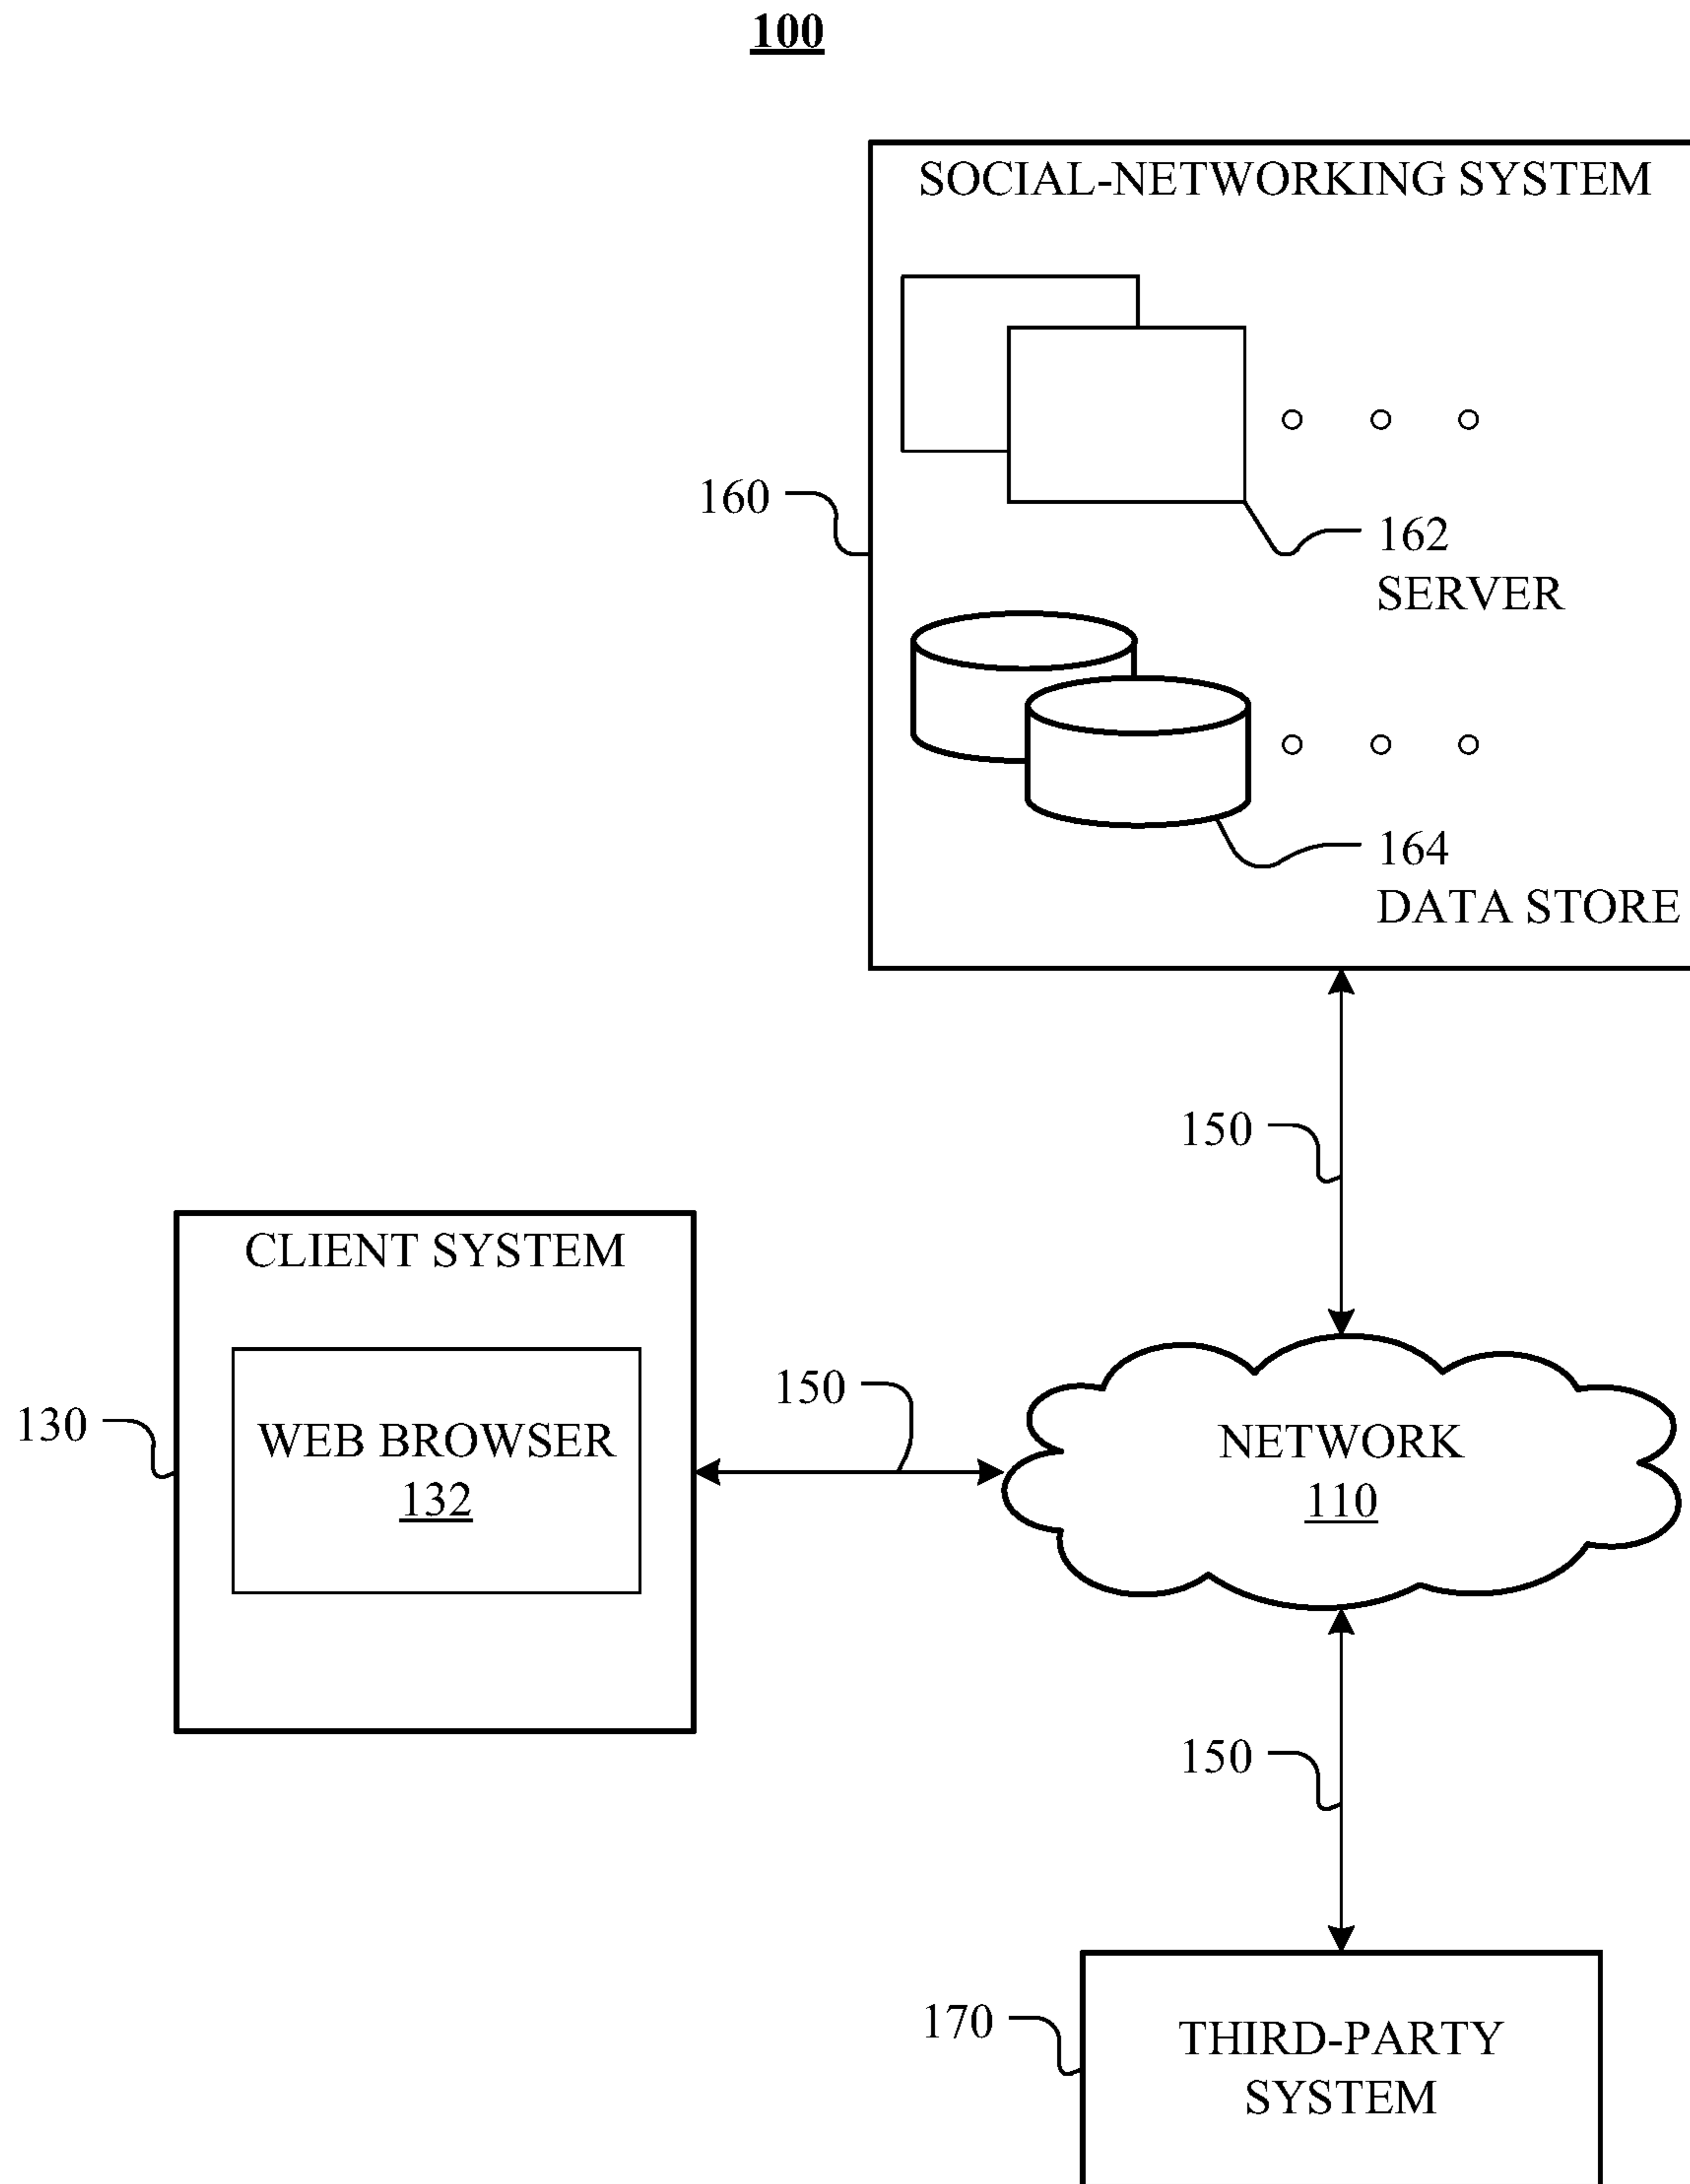 100
SOCIAL-NETWORKING SYSTEM
160
162
SERVER
164
DATA STORE
150
CLIENT SYSTEM
150
130
WEB BROWSER
132
NETWORK
110
150
170
THIRD-PARTY
SYSTEM